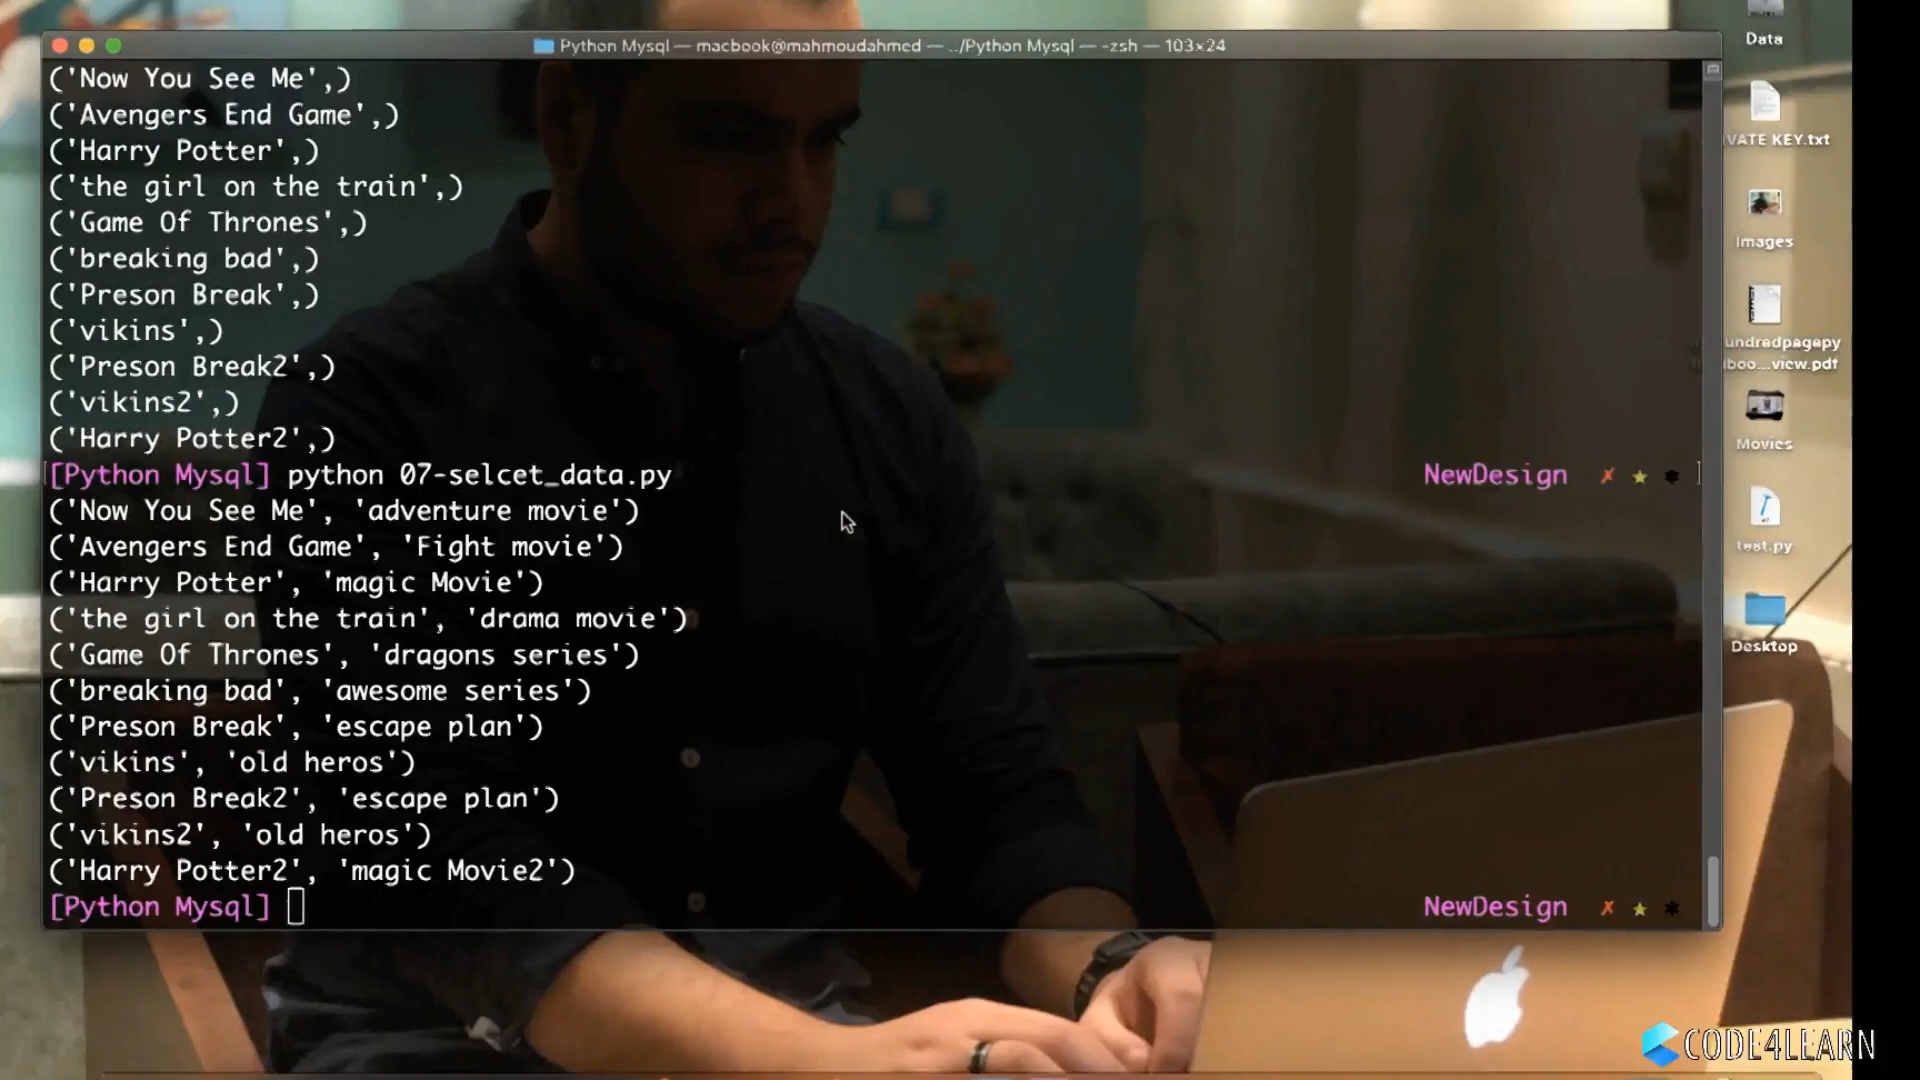 Python Mysql — macbook@mahmoudahmed — ../Python Mysql — -zsh — 103×24
('Now You See Me',)
('Avengers End Game',)
('Harry Potter',)
('the girl on the train',)
('Game Of Thrones',)
('breaking bad',)
('Preson Break',)
('vikins',)
('Preson Break2',)
('vikins2',)
('Harry Potter2',)
[Python Mysql] python 07-selcet_data.py NewDesign ✗ ★ ✱
('Now You See Me', 'adventure movie')
('Avengers End Game', 'Fight movie')
('Harry Potter', 'magic Movie')
('the girl on the train', 'drama movie')
('Game Of Thrones', 'dragons series')
('breaking bad', 'awesome series')
('Preson Break', 'escape plan')
('vikins', 'old heros')
('Preson Break2', 'escape plan')
('vikins2', 'old heros')
('Harry Potter2', 'magic Movie2')
[Python Mysql] NewDesign ✗ ★ ✱
Data
VATE KEY.txt
Images
undredpagepy
boo...view.pdf
Movies
test.py
Desktop
CODE4LEARN